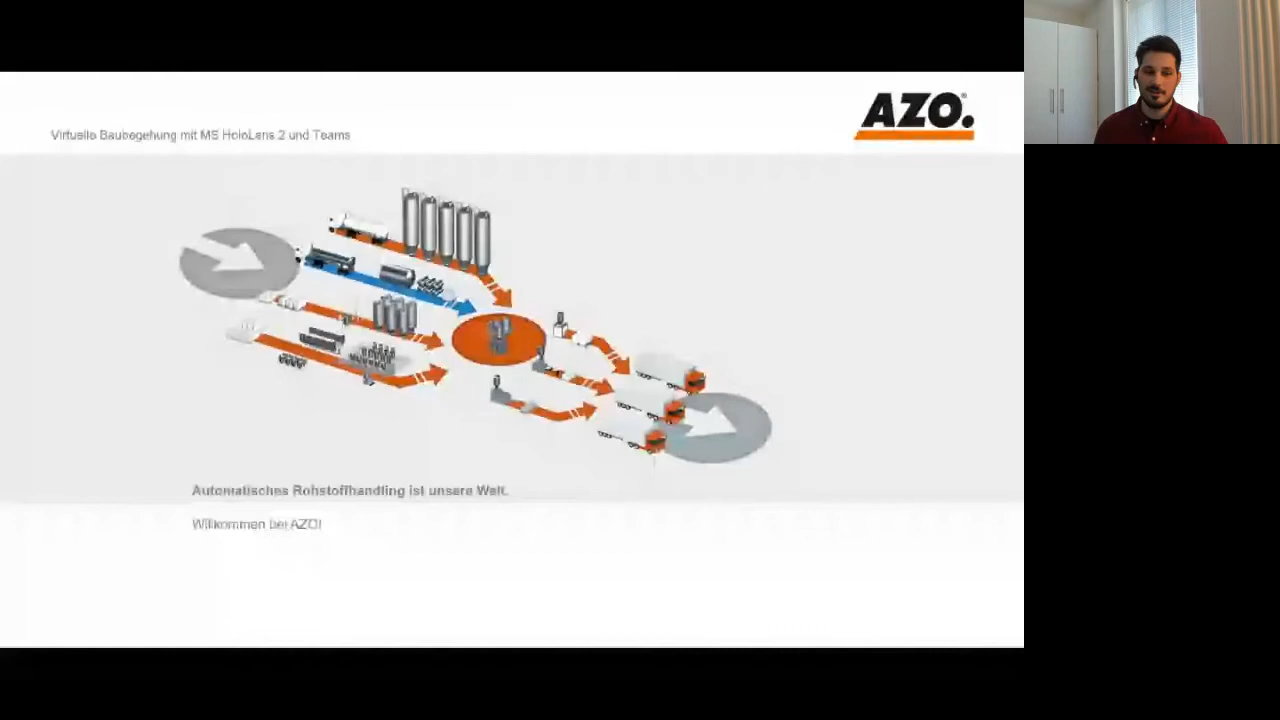 Virtuelle Baubegehung mit MS HoloLens 2 und Teams
AZO.®
Automatisches Rohstoffhandling ist unsere Welt.
Willkommen bei AZO!